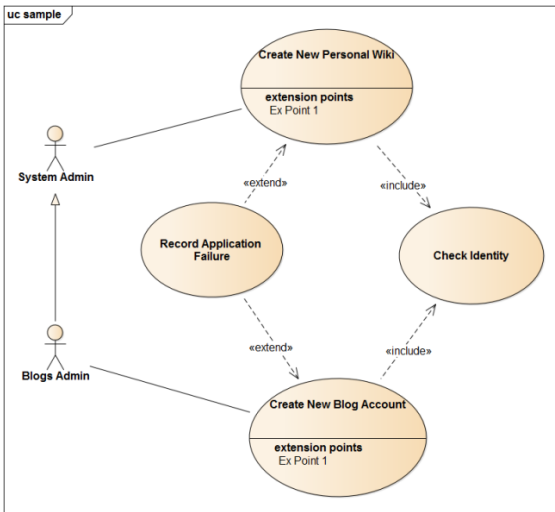 uc sample
Create New Personal Wiki
extension points
Ex Point 1
System Admin
«extend»
«include»
Record Application
Failure
Check Identity
«extend»
«include»
Blogs Admin
Create New Blog Account
extension points
Ex Point 1